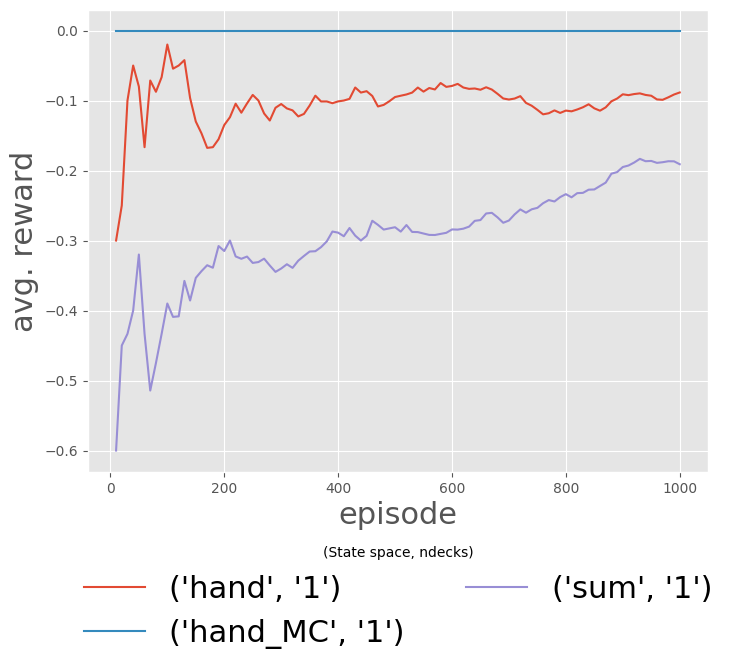 0.0
−0.1
−0.2
−0.3
−0.4
−0.5
−0.6
avg. reward
0 200 400 600 800 1000
episode
(State space, ndecks)
('hand', '1') ('sum', '1')
('hand_MC', '1')